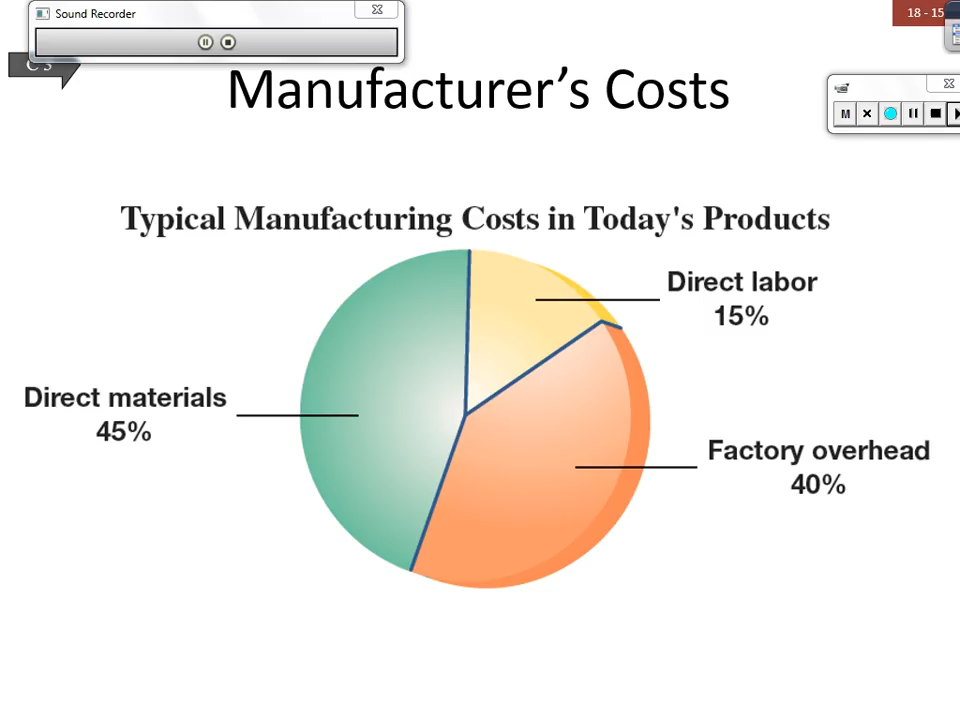 Sound Recorder
18 - 15
C 3
Manufacturer’s Costs
M
Typical Manufacturing Costs in Today's Products
Direct labor
15%
Direct materials
45%
Factory overhead
40%